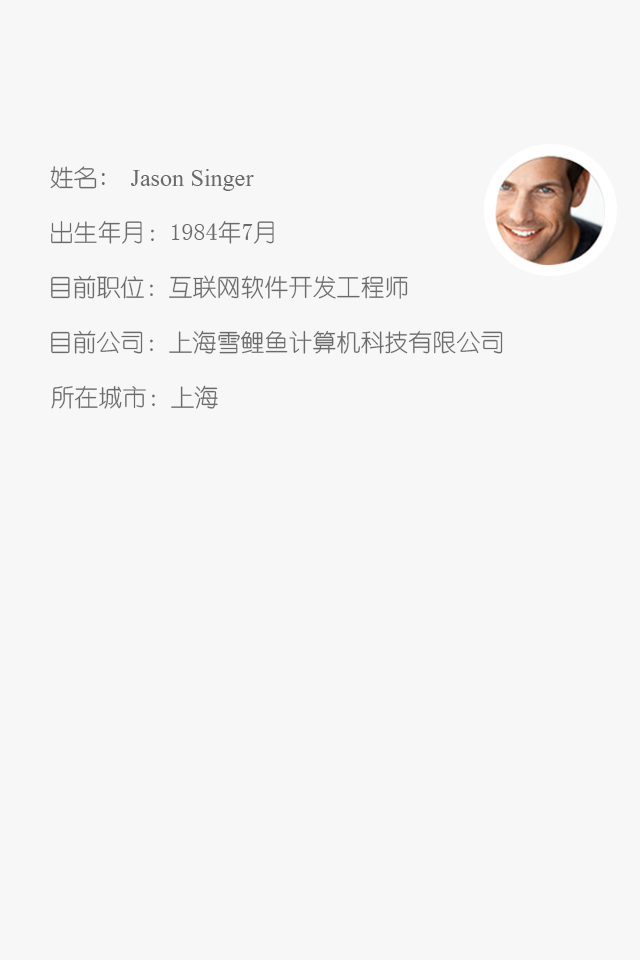 姓名： Jason Singer
出生年月：1984年7月
目前职位：互联网软件开发工程师
目前公司：上海雪鲤鱼计算机科技有限公司
所在城市：上海